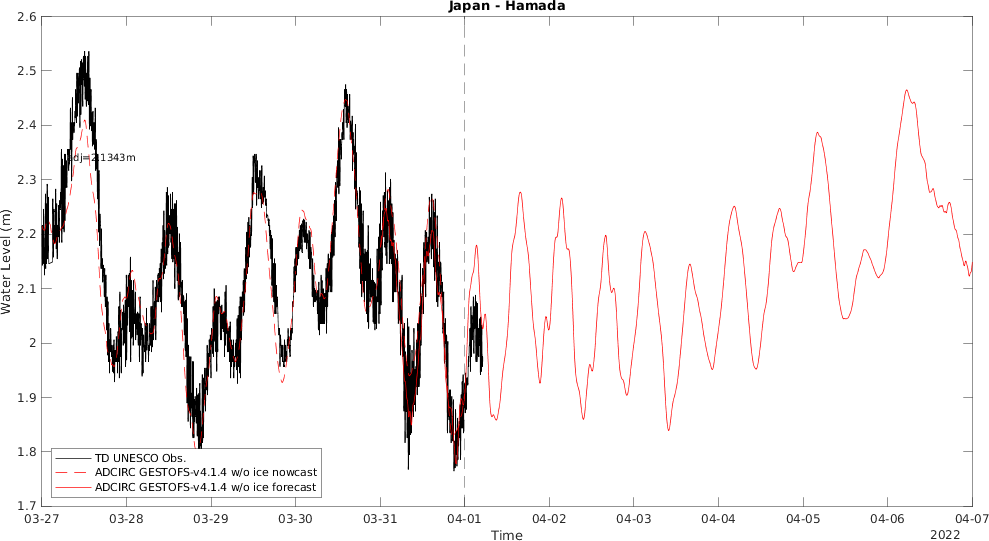 Japan - Hamada
2.6
2.5
2.4
2.3
2.2
2.1
2
1.9
1.8
1.7
Water Level (m)
adj=2.1343m
TD UNESCO Obs.
ADCIRC GESTOFS-v4.1.4 w/o ice nowcast
ADCIRC GESTOFS-v4.1.4 w/o ice forecast
03-27 03-28 03-29 03-30 03-31 04-01 04-02 04-03 04-04 04-05 04-06 04-07
Time
2022